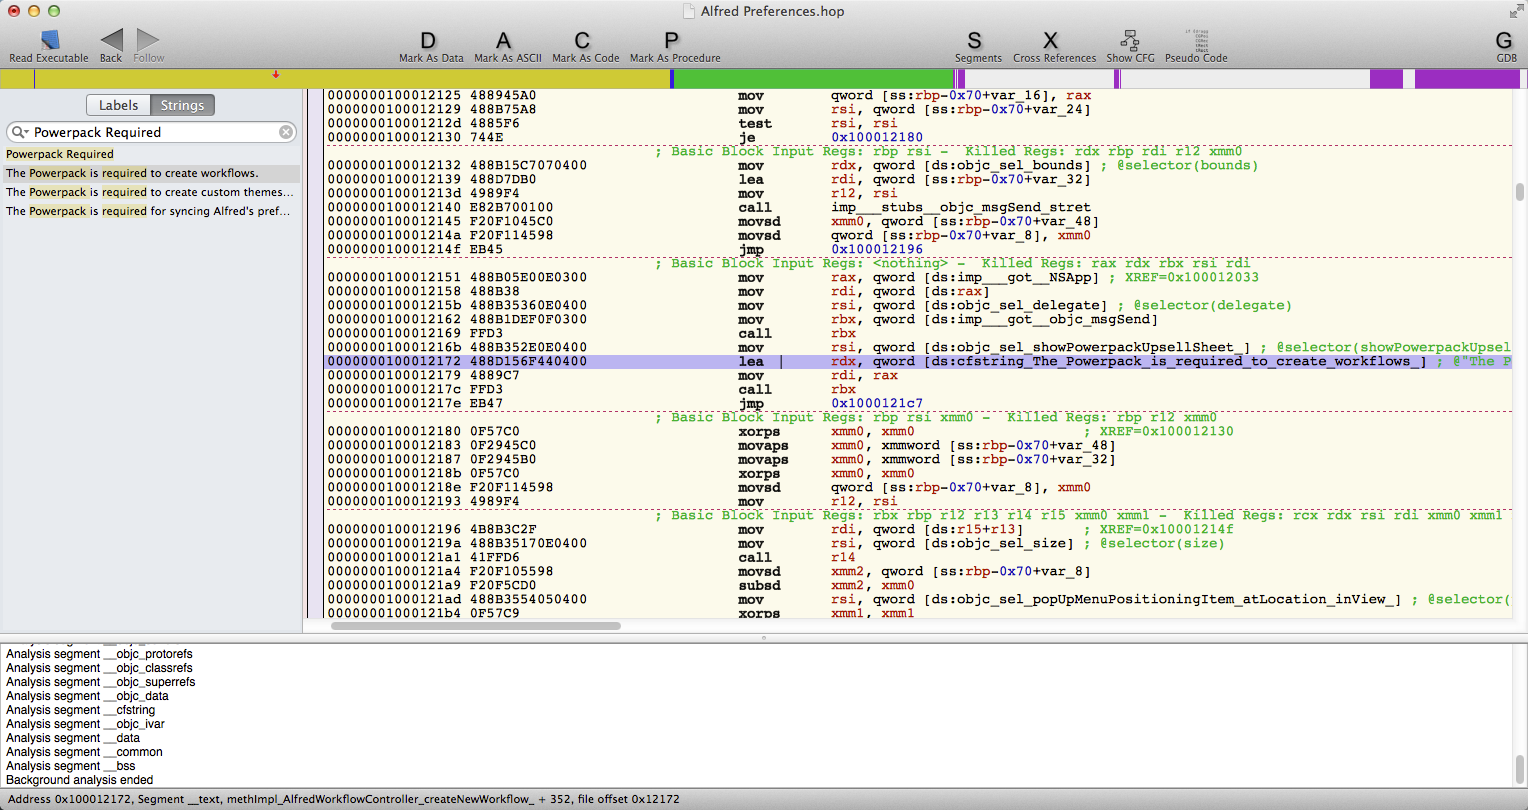 Alfred Preferences.hop
D A C P S X G
Read Executable Back Follow Mark As Data Mark As ASCII Mark As Code Mark As Procedure Segments Cross References Show CFG Pseudo Code GDB
Labels Strings
Powerpack Required
Powerpack Required
The Powerpack is required to create workflows.
The Powerpack is required to create custom themes...
The Powerpack is required for syncing Alfred's pref...
0000000100012125 488945A0 mov qword [ss:rbp-0x70+var_16], rax
0000000100012129 488B75A8 mov rsi, qword [ss:rbp-0x70+var_24]
000000010001212d 4885F6 test rsi, rsi
0000000100012130 744E je 0x100012180
; Basic Block Input Regs: rbp rsi - Killed Regs: rdx rbp rdi r12 xmm0
0000000100012132 488B15C7070400 mov rdx, qword [ds:objc_sel_bounds] ; @selector(bounds)
0000000100012139 488D7DB0 lea rdi, qword [ss:rbp-0x70+var_32]
000000010001213d 4989F4 mov r12, rsi
0000000100012140 E82B700100 call imp___stubs__objc_msgSend_stret
0000000100012145 F20F1045C0 movsd xmm0, qword [ss:rbp-0x70+var_48]
000000010001214a F20F114598 movsd qword [ss:rbp-0x70+var_8], xmm0
000000010001214f EB45 jmp 0x100012196
; Basic Block Input Regs: <nothing> - Killed Regs: rax rdx rbx rsi rdi
0000000100012151 488B05E00E0300 mov rax, qword [ds:imp___got__NSApp] ; XREF=0x100012033
0000000100012158 488B38 mov rdi, qword [ds:rax]
000000010001215b 488B35360E0400 mov rsi, qword [ds:objc_sel_delegate] ; @selector(delegate)
0000000100012162 488B1DEF0F0300 mov rbx, qword [ds:imp___got__objc_msgSend]
0000000100012169 FFD3 call rbx
000000010001216b 488B352E0E0400 mov rsi, qword [ds:objc_sel_showPowerpackUpsellSheet_] ; @selector(showPowerpackUpsel
0000000100012172 488D156F440400 lea rdx, qword [ds:cfstring_The_Powerpack_is_required_to_create_workflows_] ; @"The P
0000000100012179 4889C7 mov rdi, rax
000000010001217c FFD3 call rbx
000000010001217e EB47 jmp 0x1000121c7
; Basic Block Input Regs: rbp rsi xmm0 - Killed Regs: rbp r12 xmm0
0000000100012180 0F57C0 xorps xmm0, xmm0 ; XREF=0x100012130
0000000100012183 0F2945C0 movaps xmm0, xmmword [ss:rbp-0x70+var_48]
0000000100012187 0F2945B0 movaps xmm0, xmmword [ss:rbp-0x70+var_32]
000000010001218b 0F57C0 xorps xmm0, xmm0
000000010001218e F20F114598 movsd qword [ss:rbp-0x70+var_8], xmm0
0000000100012193 4989F4 mov r12, rsi
; Basic Block Input Regs: rbx rbp r12 r13 r14 r15 xmm0 xmm1 - Killed Regs: rcx rdx rsi rdi xmm0 xmm1
0000000100012196 4B8B3C2F mov rdi, qword [ds:r15+r13] ; XREF=0x10001214f
000000010001219a 488B35170E0400 mov rsi, qword [ds:objc_sel_size] ; @selector(size)
00000001000121a1 41FFD6 call r14
00000001000121a4 F20F105598 movsd xmm2, qword [ss:rbp-0x70+var_8]
00000001000121a9 F20F5CD0 subsd xmm2, xmm0
00000001000121ad 488B3554050400 mov rsi, qword [ds:objc_sel_popUpMenuPositioningItem_atLocation_inView_] ; @selector(
00000001000121b4 0F57C9 xorps xmm1, xmm1
Analysis segment __objc_protorefs
Analysis segment __objc_classrefs
Analysis segment __objc_superrefs
Analysis segment __objc_data
Analysis segment __cfstring
Analysis segment __objc_ivar
Analysis segment __data
Analysis segment __common
Analysis segment __bss
Background analysis ended
Address 0x100012172, Segment __text, methImpl_AlfredWorkflowController_createNewWorkflow_ + 352, file offset 0x12172